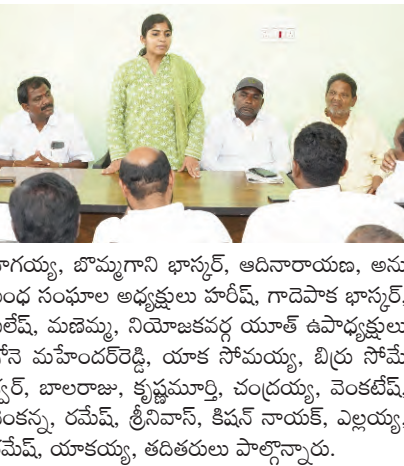 గయ్య, బొమ్మగాని భాస్కర్, ఆదినారాయణ, అను
బంధ సంఘాల అధ్యక్షులు హరీష్, గాదెపాక భాస్కర్,
లేష్, మణెమ్మ, నియోజకవర్గ యూత్ ఉపాధ్యక్షులు
మహేందర్‌రెడ్డి, యాక సోమయ్య, బిర్రు సోమే
శ్వర్, బాలరాజు, కృష్ణమూర్తి, చంద్రయ్య, వెంకటేష్,
వెంకన్న, రమేష్, శ్రీనివాస్, కిషన్ నాయక్, ఎల్లయ్య,
రమేష్, యాకయ్య, తదితరులు పాల్గొన్నారు.